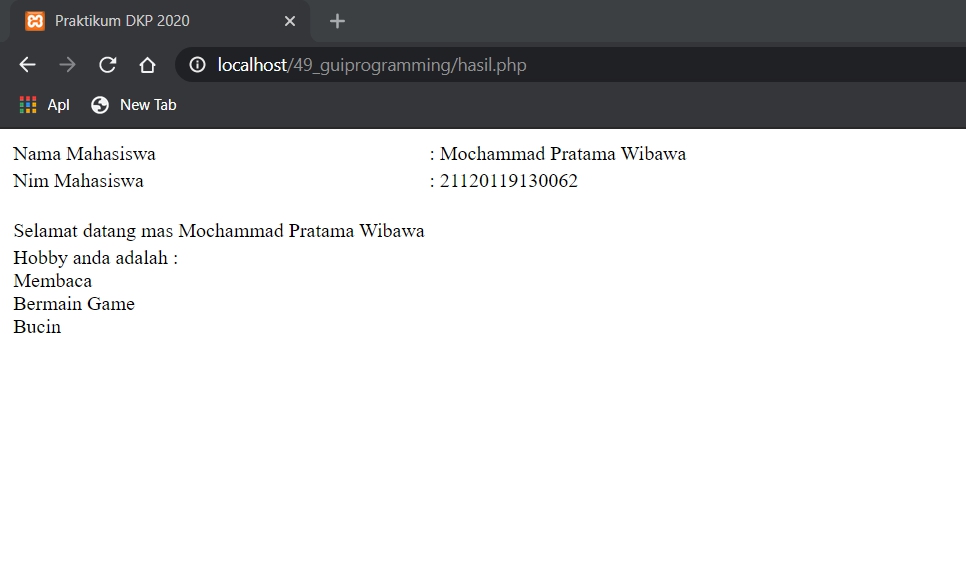 Praktikum DKP 2020
localhost/49_guiprogramming/hasil.php
Apl New Tab
Nama Mahasiswa : Mochammad Pratama Wibawa
Nim Mahasiswa : 21120119130062
Selamat datang mas Mochammad Pratama Wibawa
Hobby anda adalah :
Membaca
Bermain Game
Bucin